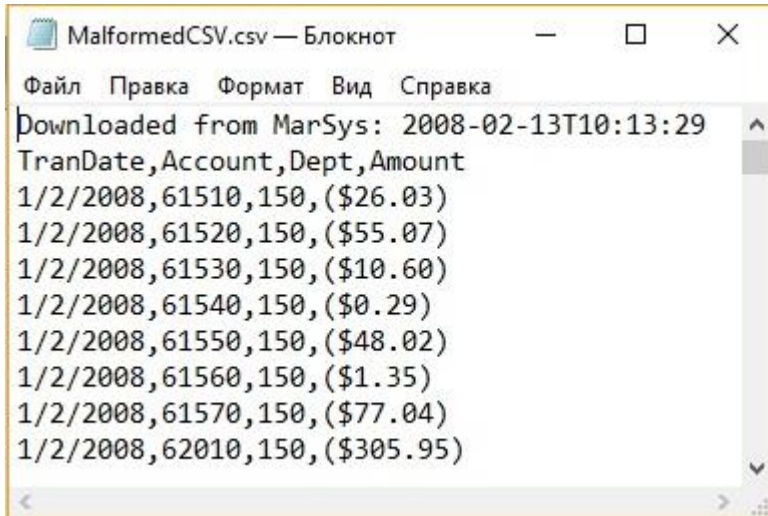 MalformedCSV.csv — Блокнот
Файл Правка Формат Вид Справка
Downloaded from MarSys: 2008-02-13T10:13:29
TranDate,Account,Dept,Amount
1/2/2008,61510,150,($26.03)
1/2/2008,61520,150,($55.07)
1/2/2008,61530,150,($10.60)
1/2/2008,61540,150,($0.29)
1/2/2008,61550,150,($48.02)
1/2/2008,61560,150,($1.35)
1/2/2008,61570,150,($77.04)
1/2/2008,62010,150,($305.95)